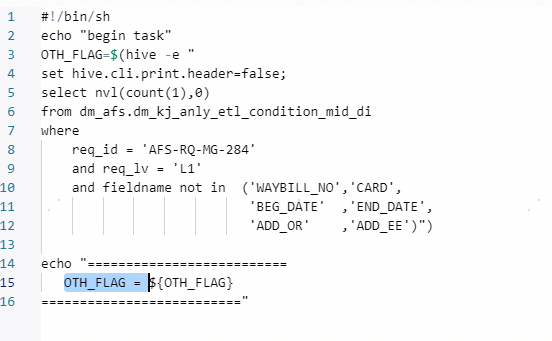 1 #!/bin/sh
2 echo "begin task"
3 OTH_FLAG=$(hive -e "
4 set hive.cli.print.header=false;
5 select nvl(count(1),0)
6 from dm_afs.dm_kj_anly_etl_condition_mid_di
7 where
8     req_id = 'AFS-RQ-MG-284'
9     and req_lv = 'L1'
10     and fieldname not in  ('WAYBILL_NO','CARD',
11                            'BEG_DATE'  ,'END_DATE',
12                            'ADD_OR'    ,'ADD_EE')")
13
14 echo "==========================
15    OTH_FLAG = ${OTH_FLAG}
16 =========================="